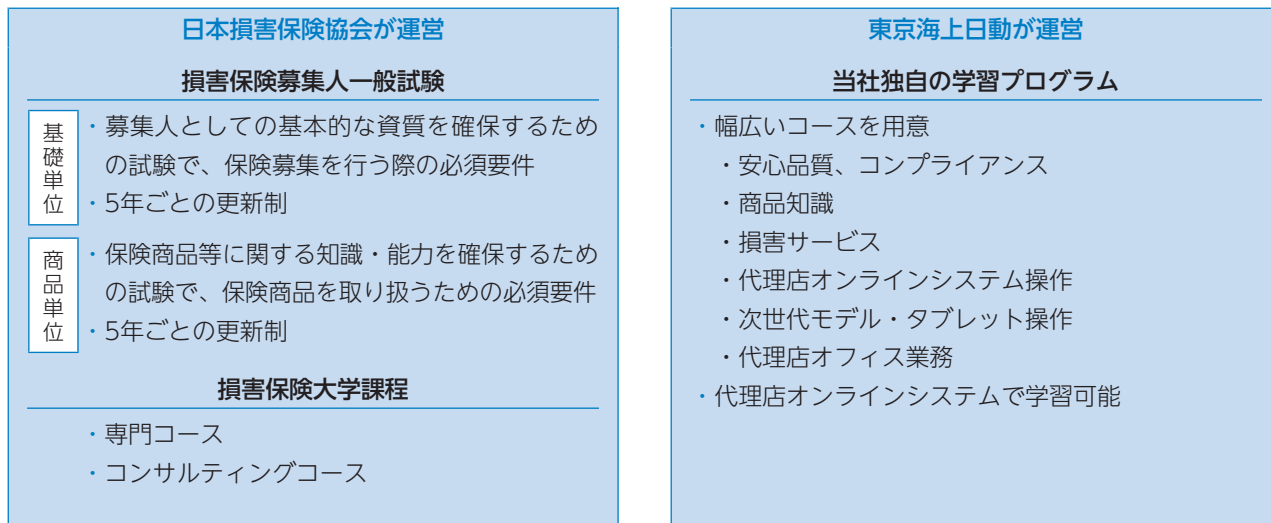 日本損害保険協会が運営
損害保険募集人一般試験
基礎単位
・募集人としての基本的な資質を確保するため
の試験で、保険募集を行う際の必須要件
・5年ごとの更新制
商品単位
・保険商品等に関する知識・能力を確保するため
の試験で、保険商品を取り扱うための必須要件
・5年ごとの更新制
損害保険大学課程
・専門コース
・コンサルティングコース
東京海上日動が運営
当社独自の学習プログラム
・幅広いコースを用意
・安心品質、コンプライアンス
・商品知識
・損害サービス
・代理店オンラインシステム操作
・次世代モデル・タブレット操作
・代理店オフィス業務
・代理店オンラインシステムで学習可能